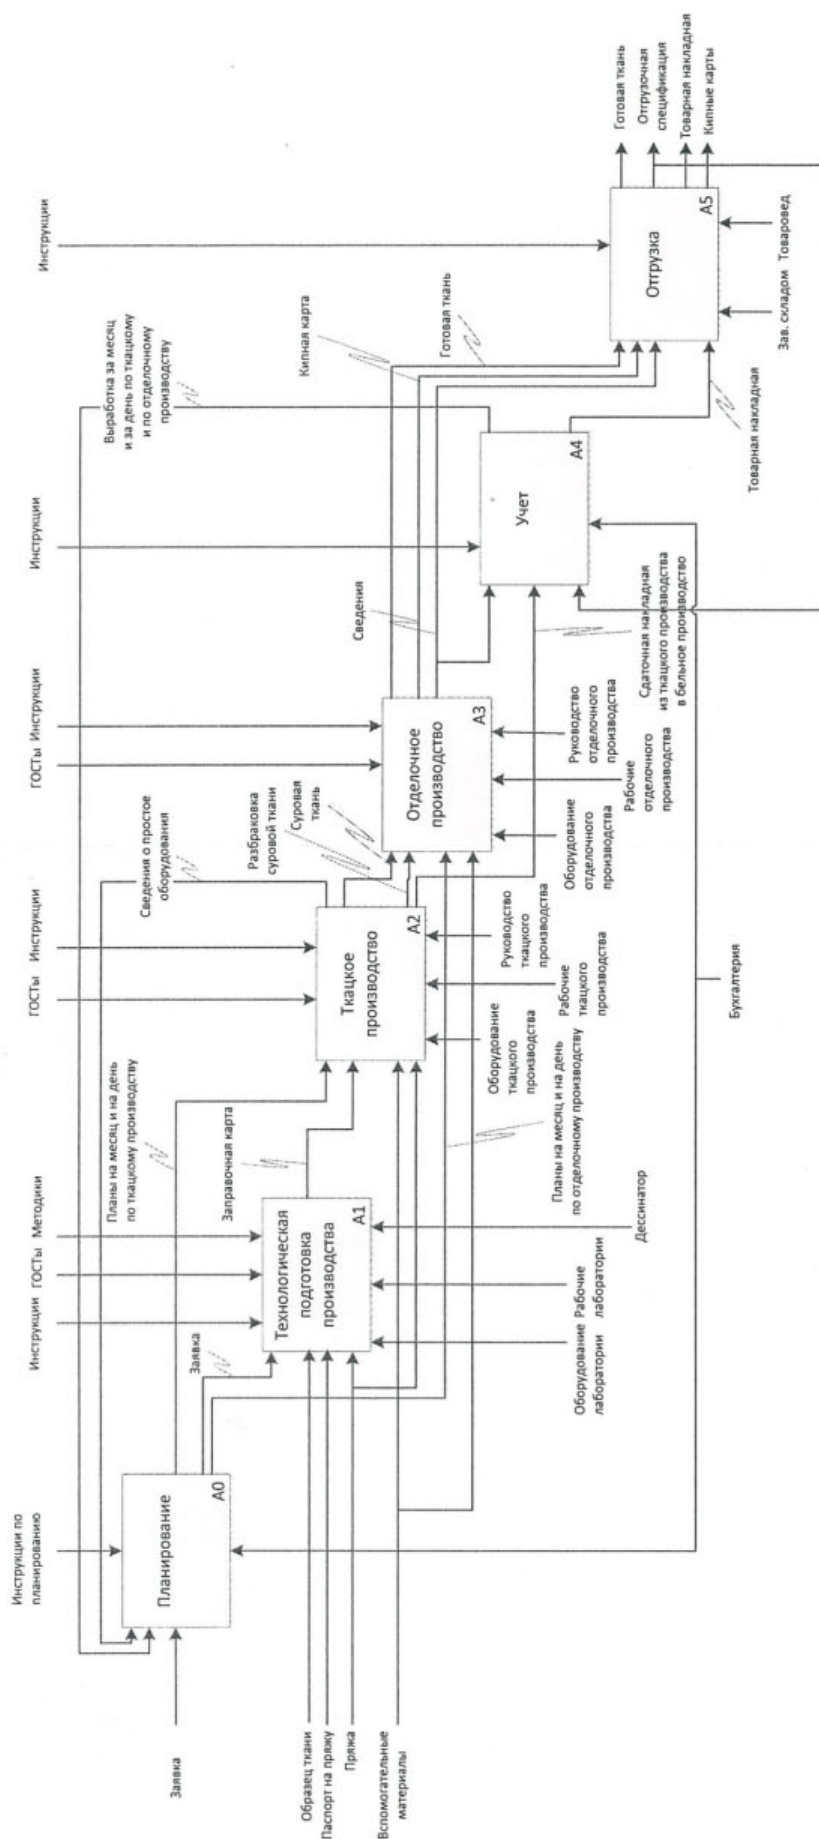 Инструкции по
планированию
Инструкции
ГОСТы
Методики
ГОСТы
Инструкции
ГОСТы
Инструкции
Инструкции
Инструкции
Сведения о простое
оборудования
Выработка за месяц
и за день по ткацкому
и по отделочному
производству
Заявка
Планирование
А0
Заявка
Планы на месяц и на день
по ткацкому производству
Образец ткани
Паспорт на пряжу
Пряжа
Вспомогательные
материалы
Технологическая
подготовка
производства
А1
Заправочная карта
Оборудование
лаборатории
Рабочие
лаборатории
Дессинатор
Ткацкое
производство
А2
Разбраковка
суровой ткани
Суровая
ткань
Оборудование
ткацкого
производства
Рабочие
ткацкого
производства
Руководство
ткацкого
производства
Планы на месяц и на день
по отделочному производству
Отделочное
производство
А3
Сведения
Кипная карта
Готовая ткань
Оборудование
отделочного
производства
Рабочие
отделочного
производства
Руководство
отделочного
производства
Сдаточная накладная
из ткацкого производства
в бельное производство
Учет
А4
Товарная накладная
Бухгалтерия
Отгрузка
А5
Зав. складом
Товаровед
Готовая ткань
Отгрузочная
спецификация
Товарная накладная
Кипные карты